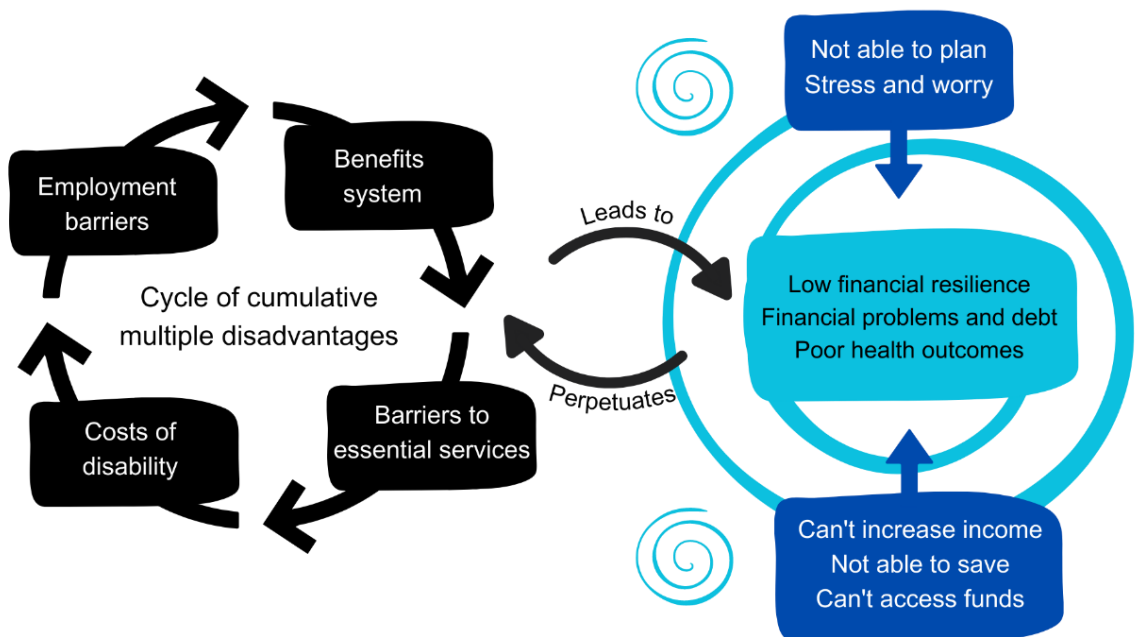 Employment
barriers
Benefits
system
Cycle of cumulative
multiple disadvantages
Costs of
disability
Barriers to
essential services
Leads to
Perpetuates
Not able to plan
Stress and worry
Low financial resilience
Financial problems and debt
Poor health outcomes
Can't increase income
Not able to save
Can't access funds